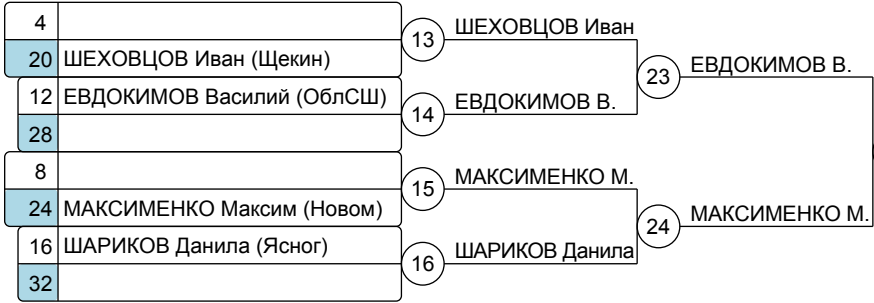 4
20 ШЕХОВЦОВ Иван (Щекин)
12 ЕВДОКИМОВ Василий (ОблСШ)
28
8
24 МАКСИМЕНКО Максим (Новом)
16 ШАРИКОВ Данила (Ясног)
32
13 ШЕХОВЦОВ Иван
14 ЕВДОКИМОВ В.
15 МАКСИМЕНКО М.
16 ШАРИКОВ Данила
23 ЕВДОКИМОВ В.
24 МАКСИМЕНКО М.